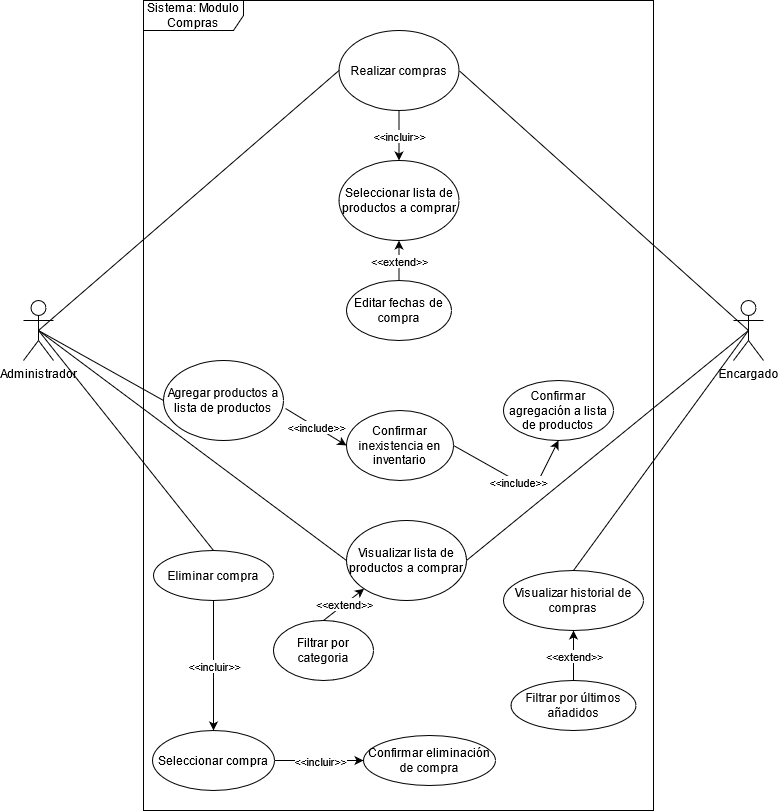 Sistema: Modulo
Compras
Realizar compras
<<incluir>>
Seleccionar lista de
productos a comprar
<<extend>>
Editar fechas de
compra
Administrador
Encargado
Agregar productos a
lista de productos
<<include>>
Confirmar
inexistencia en
inventario
<<include>>
Confirmar
agregación a lista
de productos
Visualizar lista de
productos a comprar
<<extend>>
Filtrar por
categoria
Eliminar compra
<<incluir>>
Seleccionar compra
<<incluir>>
Confirmar eliminación
de compra
Visualizar historial de
compras
<<extend>>
Filtrar por últimos
añadidos